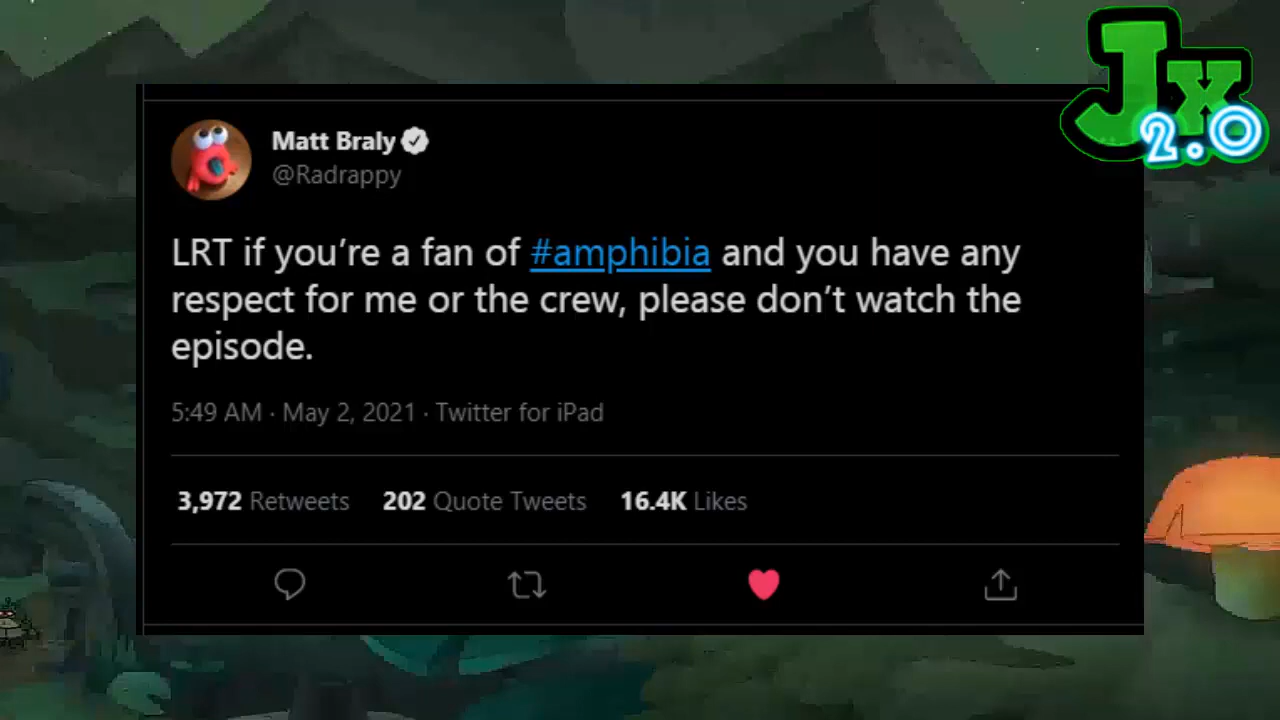 Jx
2.0
Matt Braly
@Radrappy
LRT if you’re a fan of #amphibia and you have any
respect for me or the crew, please don’t watch the
episode.
5:49 AM · May 2, 2021 · Twitter for iPad
3,972 Retweets 202 Quote Tweets 16.4K Likes